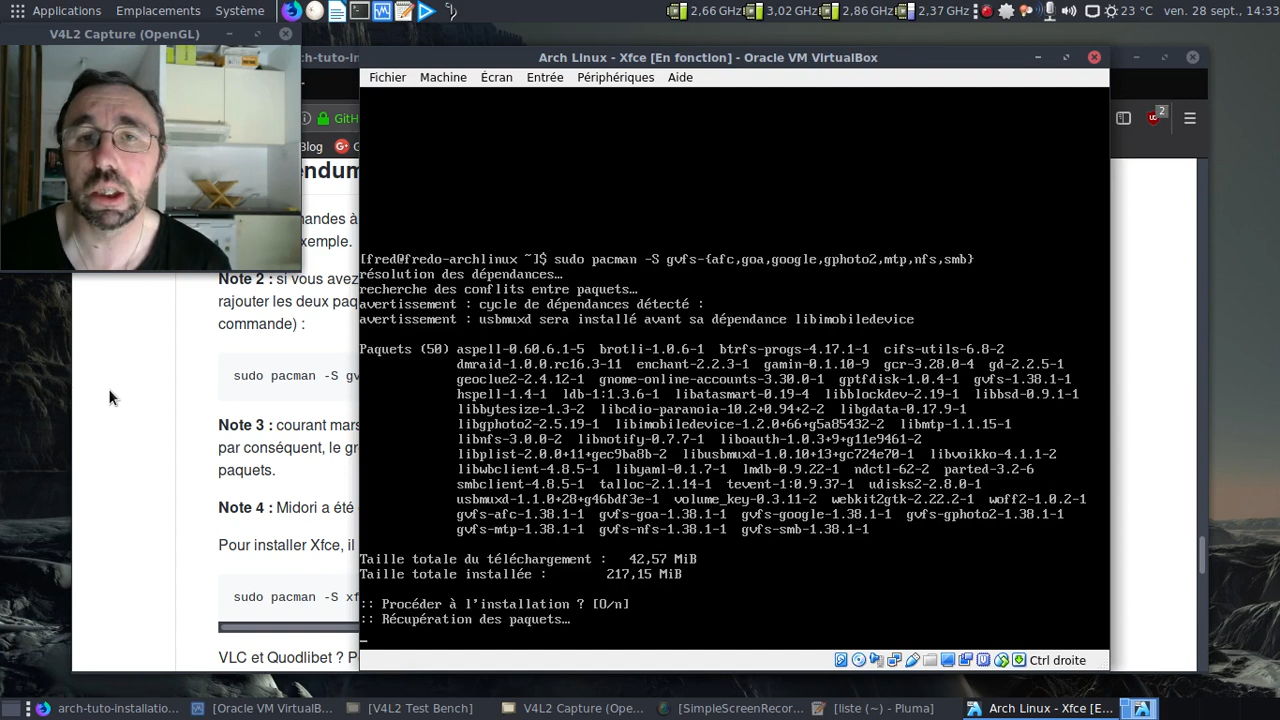 Applications Emplacements Système
2,66 GHz 3,02 GHz 2,86 GHz 2,37 GHz 23 °C ven. 28 sept., 14:33
V4L2 Capture (OpenGL)
ch-tuto-in
Arch Linux - Xfce [En fonction] - Oracle VM VirtualBox
Fichier Machine Écran Entrée Périphériques Aide
GitH
2
Blog
endum
andes à
xemple.
Note 2 : si vous avez
rajouter les deux paq
commande) :
sudo pacman -S gv
Note 3 : courant mars
par conséquent, le gr
paquets.
Note 4 : Midori a été
Pour installer Xfce, il
sudo pacman -S xf
VLC et Quodlibet ? P
[fred@fredo-archlinux ~]$ sudo pacman -S gvfs-{afc,goa,google,gphoto2,mtp,nfs,smb}
résolution des dépendances…
recherche des conflits entre paquets…
avertissement : cycle de dépendances détecté :
avertissement : usbmuxd sera installé avant sa dépendance libimobiledevice
Paquets (50) aspell-0.60.6.1-5 brotli-1.0.6-1 btrfs-progs-4.17.1-1 cifs-utils-6.8-2
dmraid-1.0.0.rc16.3-11 enchant-2.2.3-1 gamin-0.1.10-9 gcr-3.28.0-4 gd-2.2.5-1
geoclue2-2.4.12-1 gnome-online-accounts-3.30.0-1 gptfdisk-1.0.4-1 gvfs-1.38.1-1
hspell-1.4-1 ldb-1:1.3.6-1 libatasmart-0.19-4 libblockdev-2.19-1 libbsd-0.9.1-1
libbytesize-1.3-2 libcdio-paranoia-10.2+0.94+2-2 libgdata-0.17.9-1
libgphoto2-2.5.19-1 libimobiledevice-1.2.0+66+g5a85432-2 libmtp-1.1.15-1
libnfs-3.0.0-2 libnotify-0.7.7-1 liboauth-1.0.3+9+g11e9461-2
libplist-2.0.0+11+gec9ba8b-2 libusbmuxd-1.0.10+13+gc724e70-1 libvoikko-4.1.1-2
libwbclient-4.8.5-1 libyaml-0.1.7-1 lmdb-0.9.22-1 ndctl-62-2 parted-3.2-6
smbclient-4.8.5-1 talloc-2.1.14-1 tevent-1:0.9.37-1 udisks2-2.8.0-1
usbmuxd-1.1.0+28+g46bdf3e-1 volume_key-0.3.11-2 webkit2gtk-2.22.2-1 woff2-1.0.2-1
gvfs-afc-1.38.1-1 gvfs-goa-1.38.1-1 gvfs-google-1.38.1-1 gvfs-gphoto2-1.38.1-1
gvfs-mtp-1.38.1-1 gvfs-nfs-1.38.1-1 gvfs-smb-1.38.1-1
Taille totale du téléchargement : 42,57 MiB
Taille totale installée : 217,15 MiB
:: Procéder à l'installation ? [O/n]
:: Récupération des paquets…
Ctrl droite
arch-tuto-installatio… [Oracle VM VirtualB… [V4L2 Test Bench] V4L2 Capture (Ope… [SimpleScreenRecor… [liste (~) - Pluma] Arch Linux - Xfce [E…